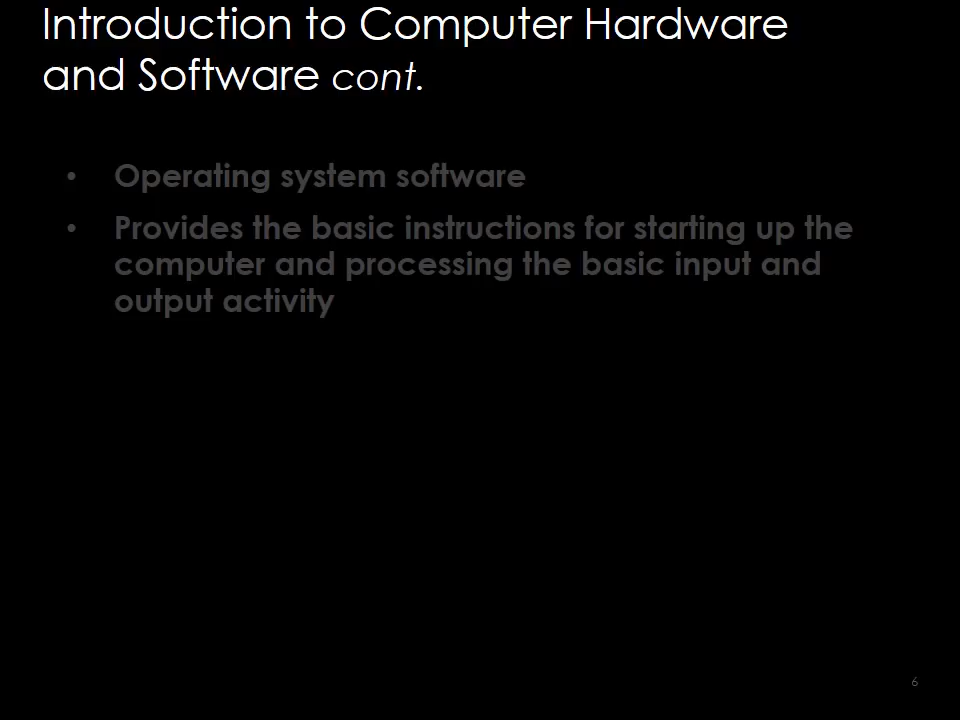 Introduction to Computer Hardware
and Software cont.
• Operating system software
• Provides the basic instructions for starting up the
computer and processing the basic input and
output activity
6